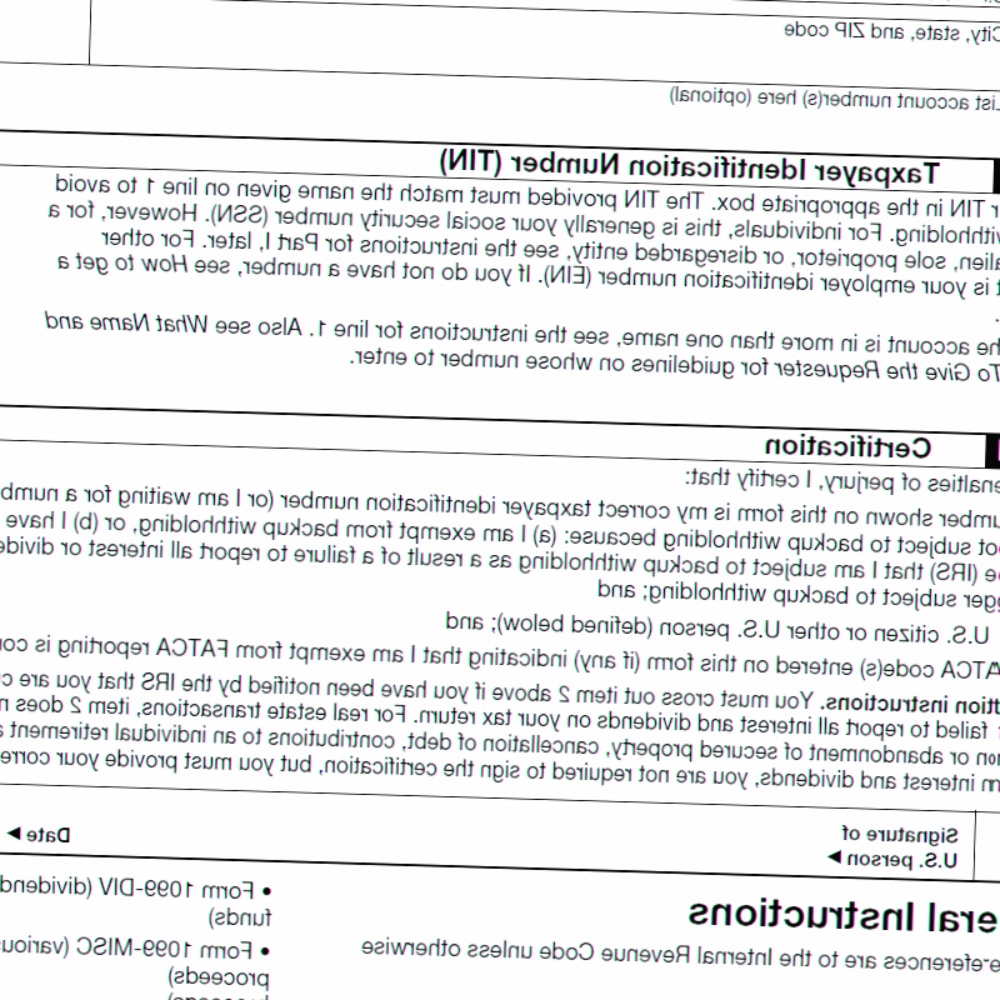 City, state, and ZIP code
List account number(s) here (optional)
Taxpayer Identification Number (TIN)
r TIN in the appropriate box. The TIN provided must match the name given on line 1 to avoid
withholding. For individuals, this is generally your social security number (SSN). However, for a
alien, sole proprietor, or disregarded entity, see the instructions for Part I, later. For other
t is your employer identification number (EIN). If you do not have a number, see How to get a
.
he account is in more than one name, see the instructions for line 1. Also see What Name and
To Give the Requester for guidelines on whose number to enter.
Certification
enalties of perjury, I certify that:
umber shown on this form is my correct taxpayer identification number (or I am waiting for a numb
ot subject to backup withholding because: (a) I am exempt from backup withholding, or (b) I have
e (IRS) that I am subject to backup withholding as a result of a failure to report all interest or divide
ger subject to backup withholding; and
U.S. citizen or other U.S. person (defined below); and
ATCA code(s) entered on this form (if any) indicating that I am exempt from FATCA reporting is co
tion instructions. You must cross out item 2 above if you have been notified by the IRS that you are c
r failed to report all interest and dividends on your tax return. For real estate transactions, item 2 does n
on or abandonment of secured property, cancellation of debt, contributions to an individual retirement a
m interest and dividends, you are not required to sign the certification, but you must provide your corre
Signature of
U.S. person ▶
Date ▶
eral Instructions
eferences are to the Internal Revenue Code unless otherwise
• Form 1099-DIV (dividend
funds)
• Form 1099-MISC (various
proceeds)